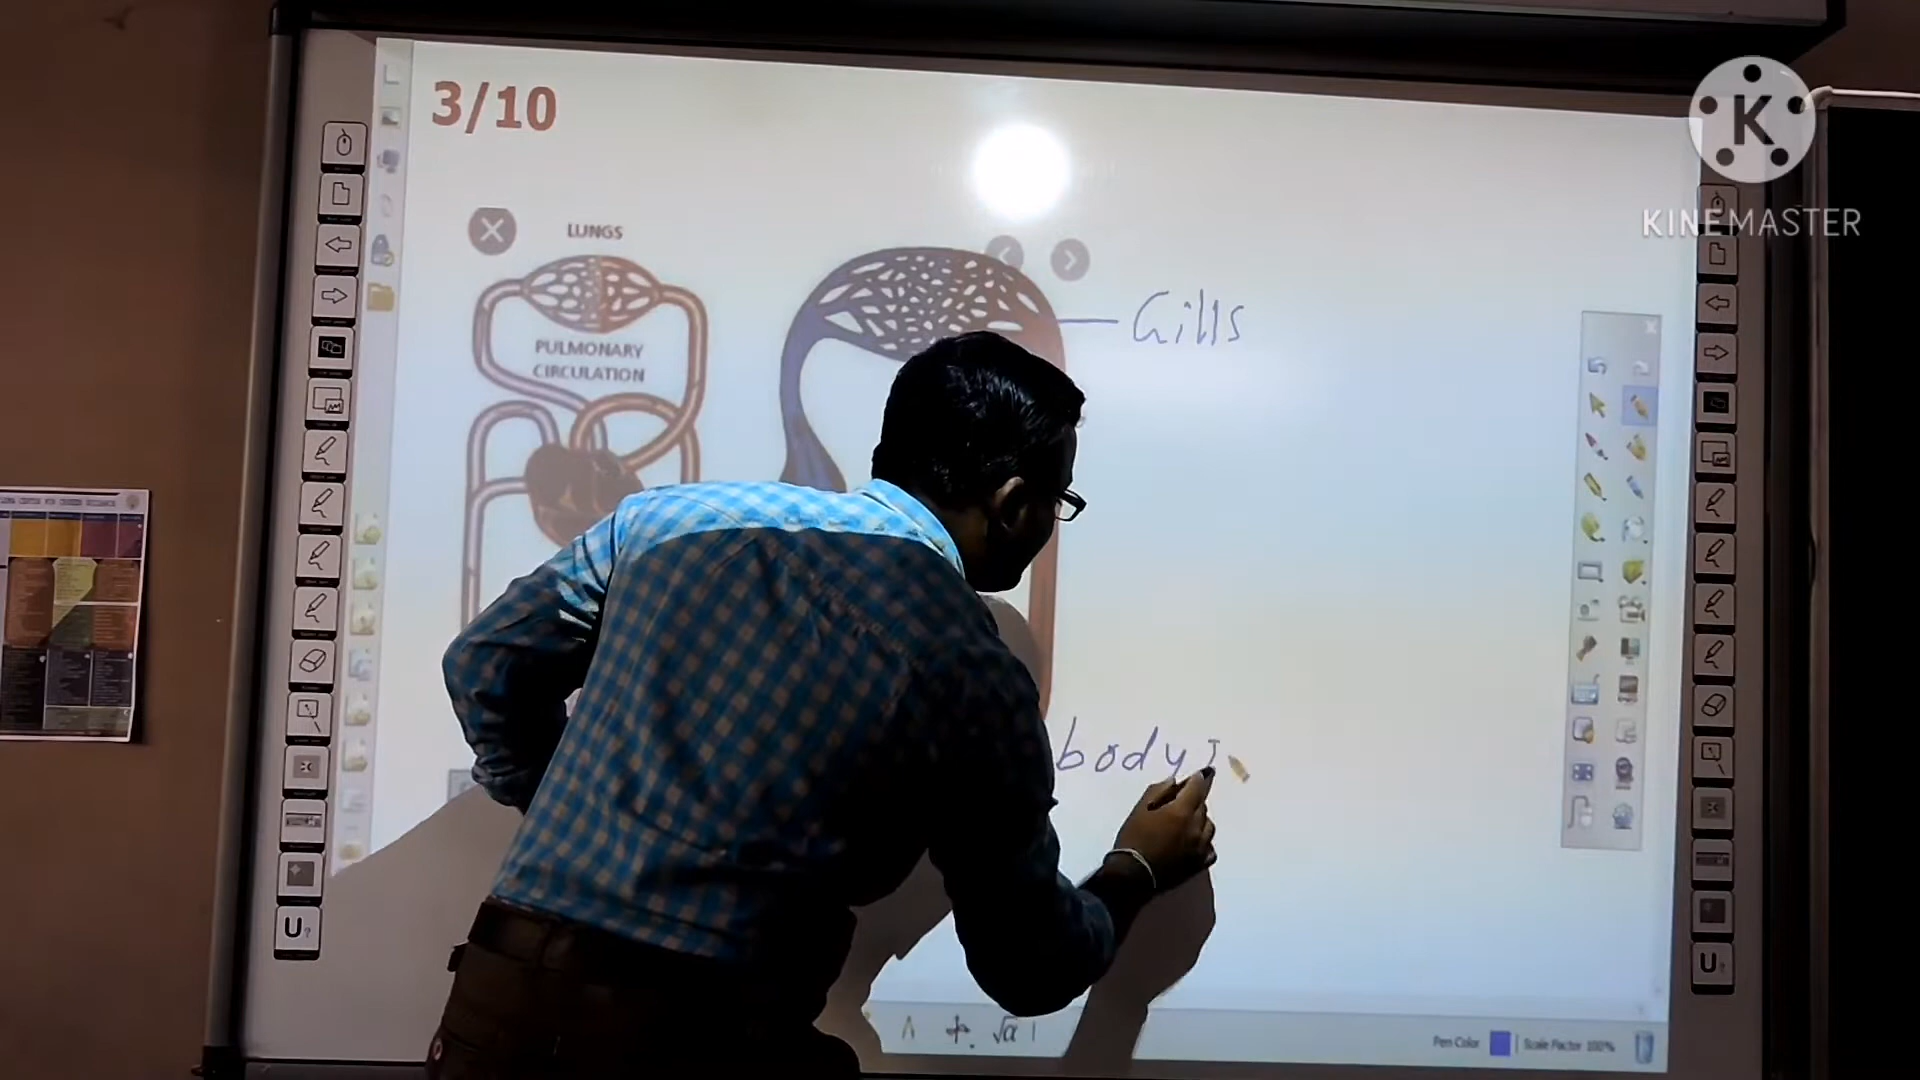 3/10
K
KINEMASTER
LUNGS
PULMONARY
CIRCULATION
Gills
body
U?
U?
√α
Pen Color
Scale Factor 100%